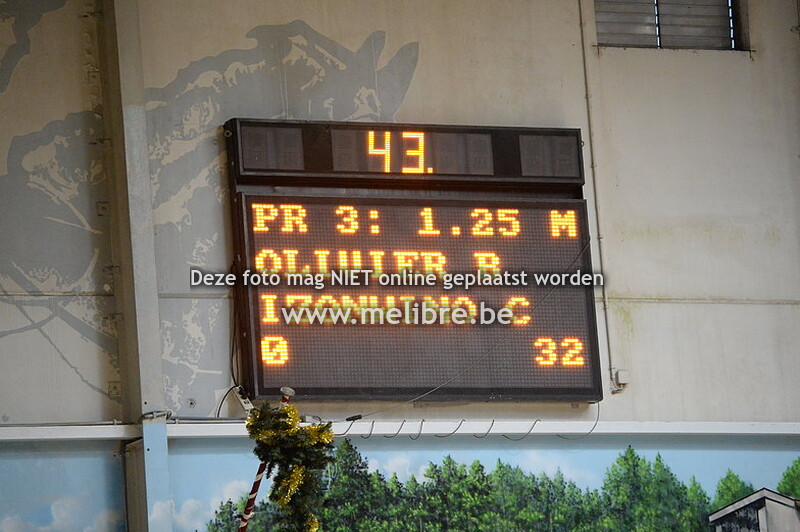 43.
PR 3: 1.25 M
OLIVIER B
Deze foto mag NIET online geplaatst worden
www.melibre.be
C
0 32